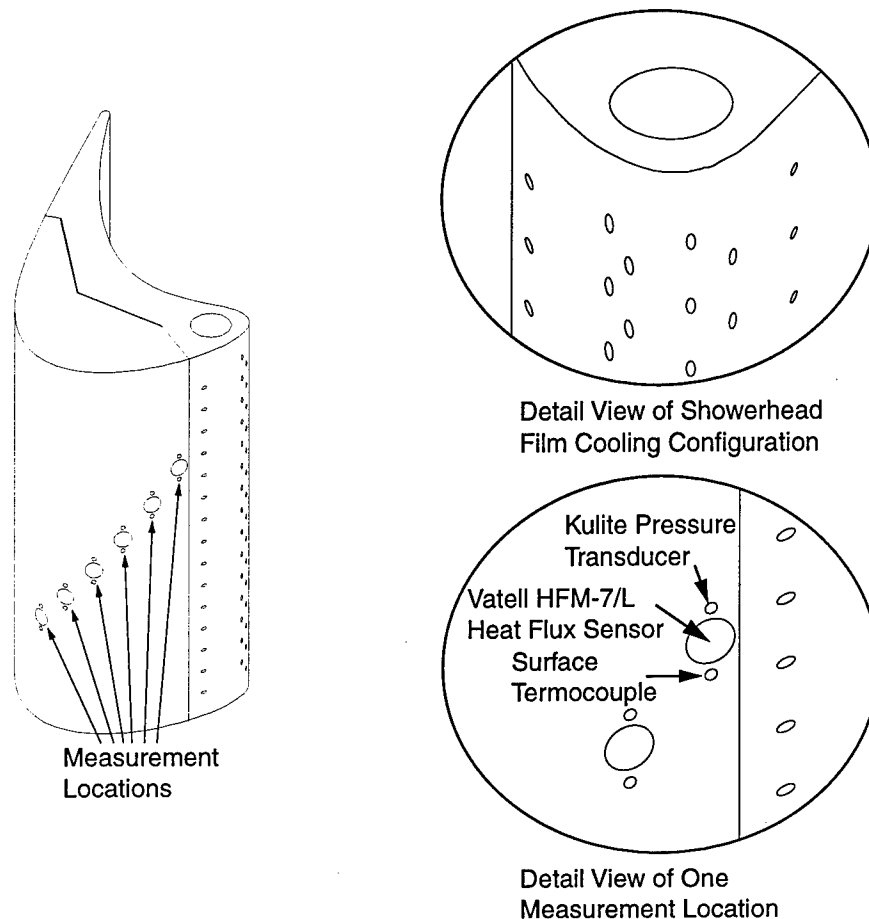 Detail View of Showerhead
Film Cooling Configuration
Kulite Pressure
Transducer
Vatell HFM-7/L
Heat Flux Sensor
Surface
Termocouple
Measurement
Locations
Detail View of One
Measurement Location